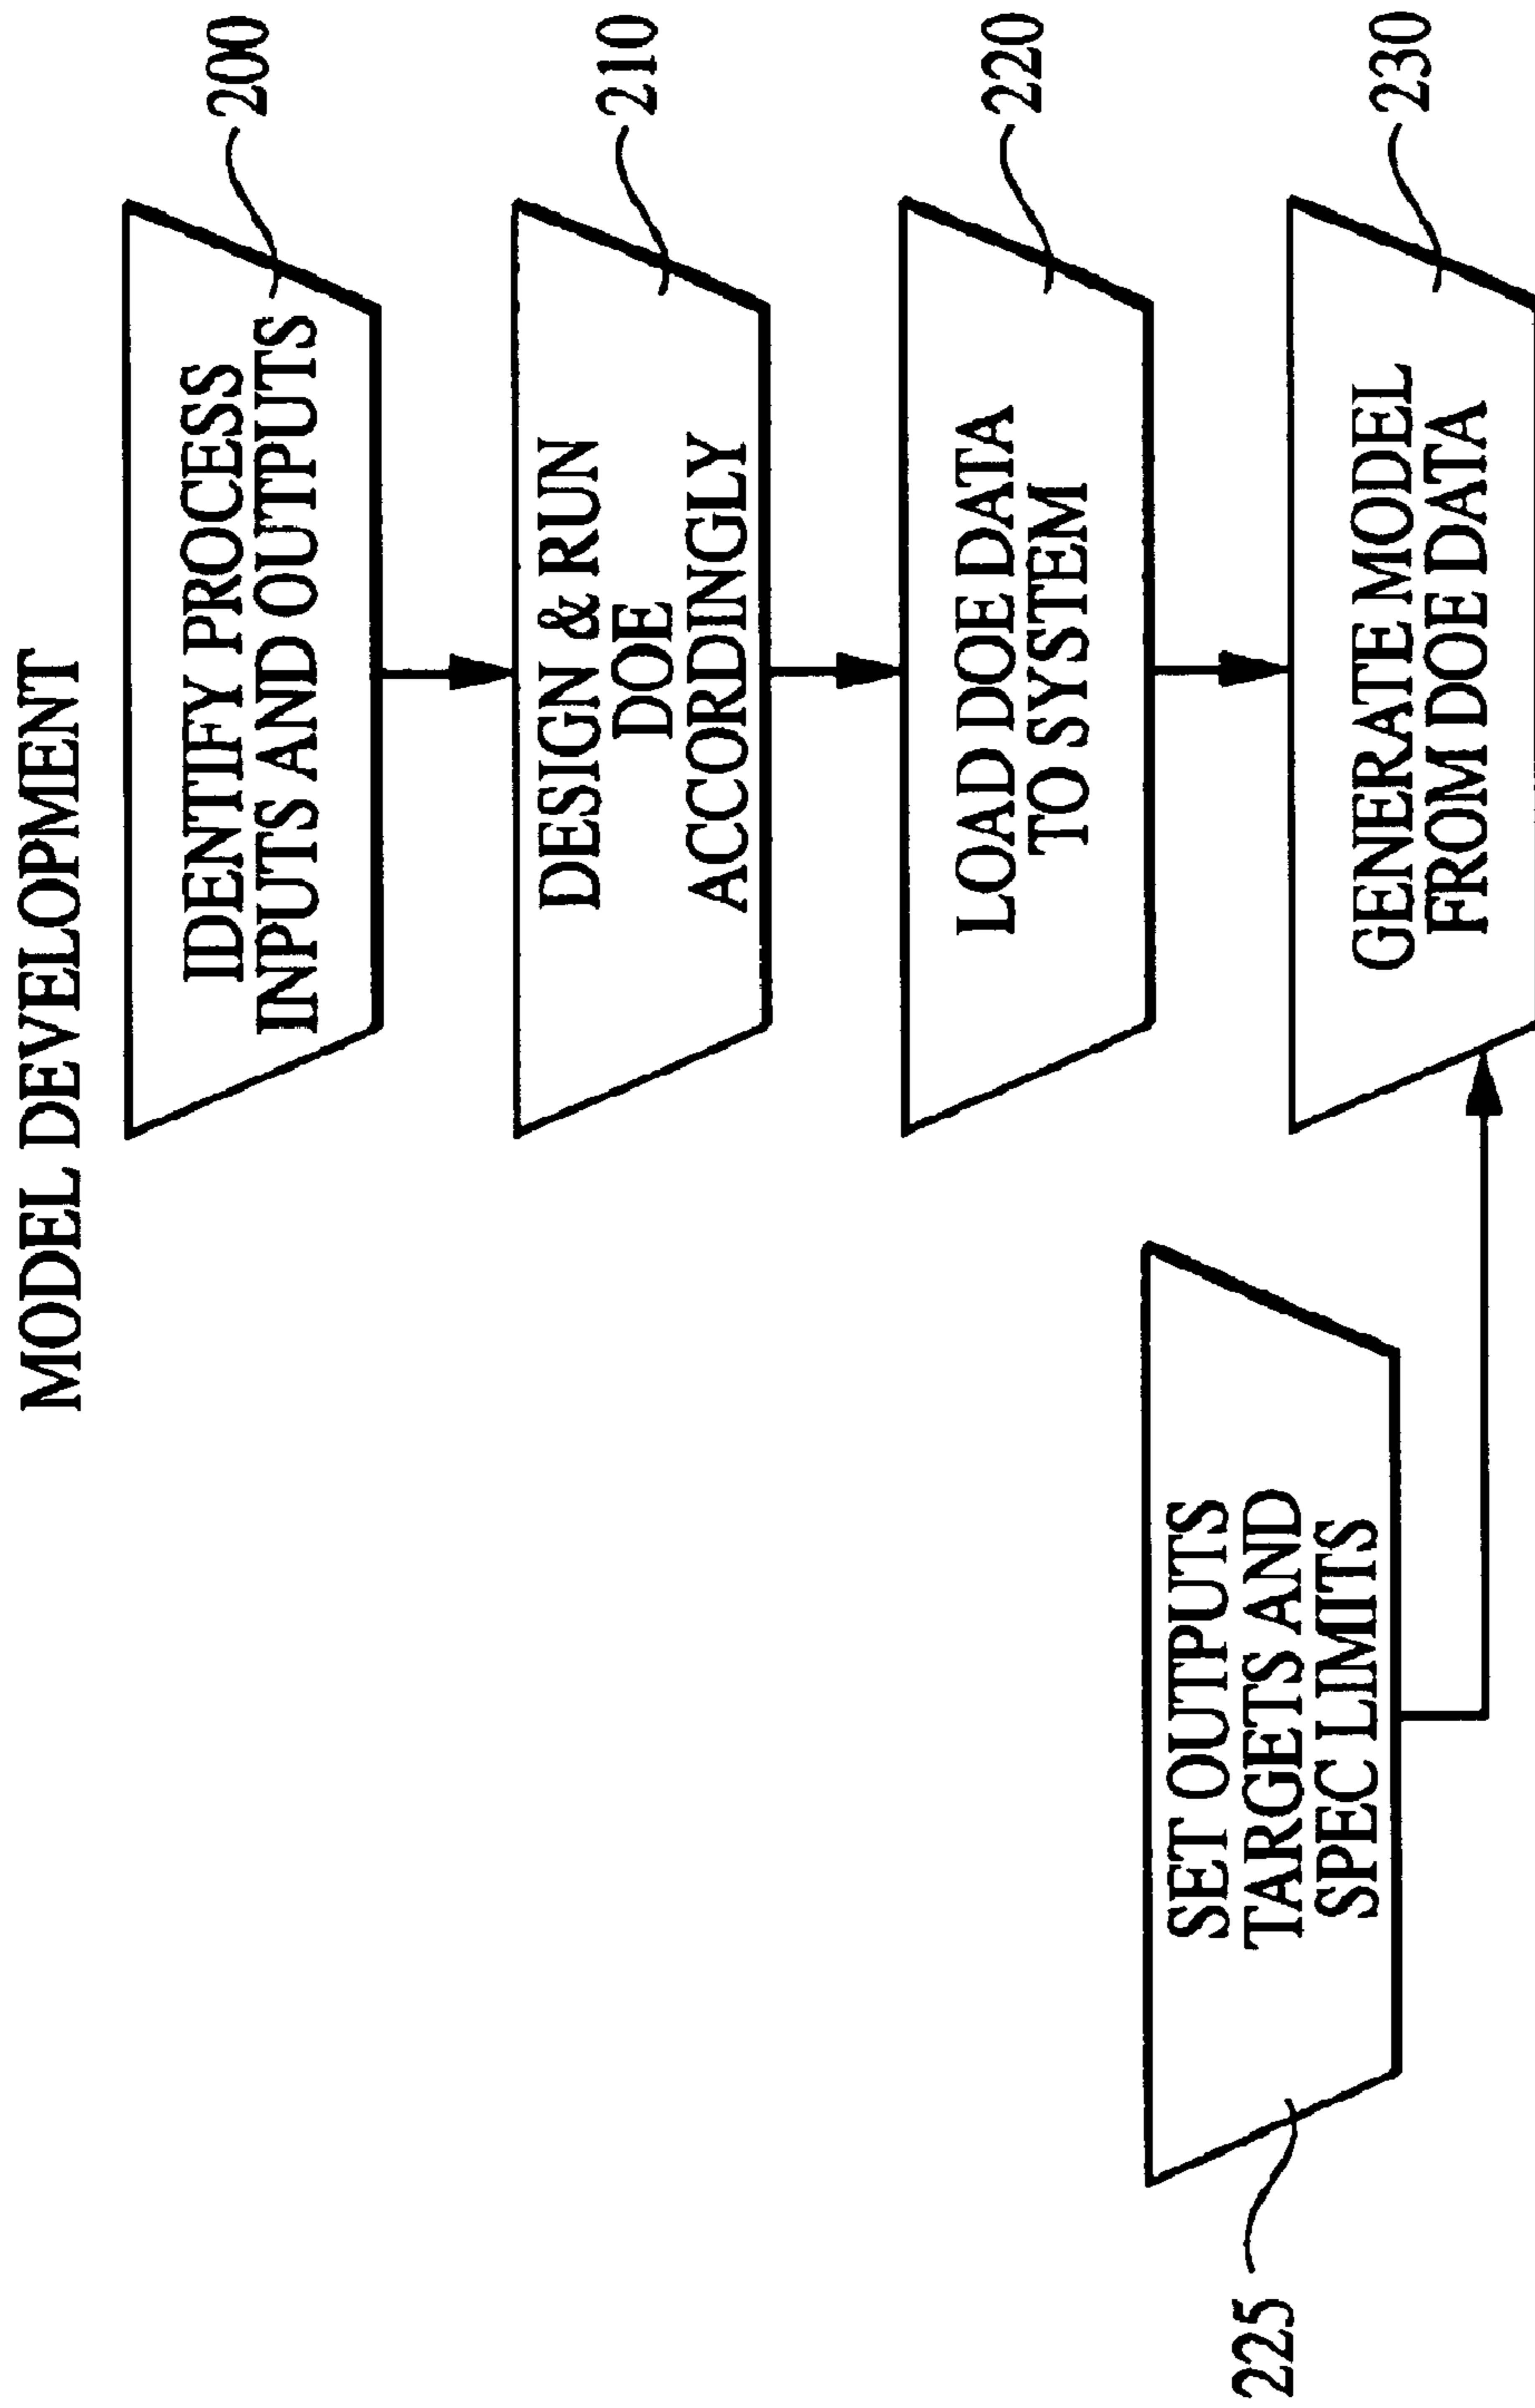 MODEL DEVELOPMENT
IDENTIFY PROCESS
INPUTS AND OUTPUTS
200
DESIGN & RUN
DOE
ACCORDINGLY
210
LOAD DOE DATA
TO SYSTEM
220
SET OUTPUTS
TARGETS AND
SPEC LIMITS
225
GENERATE MODEL
FROM DOE DATA
230